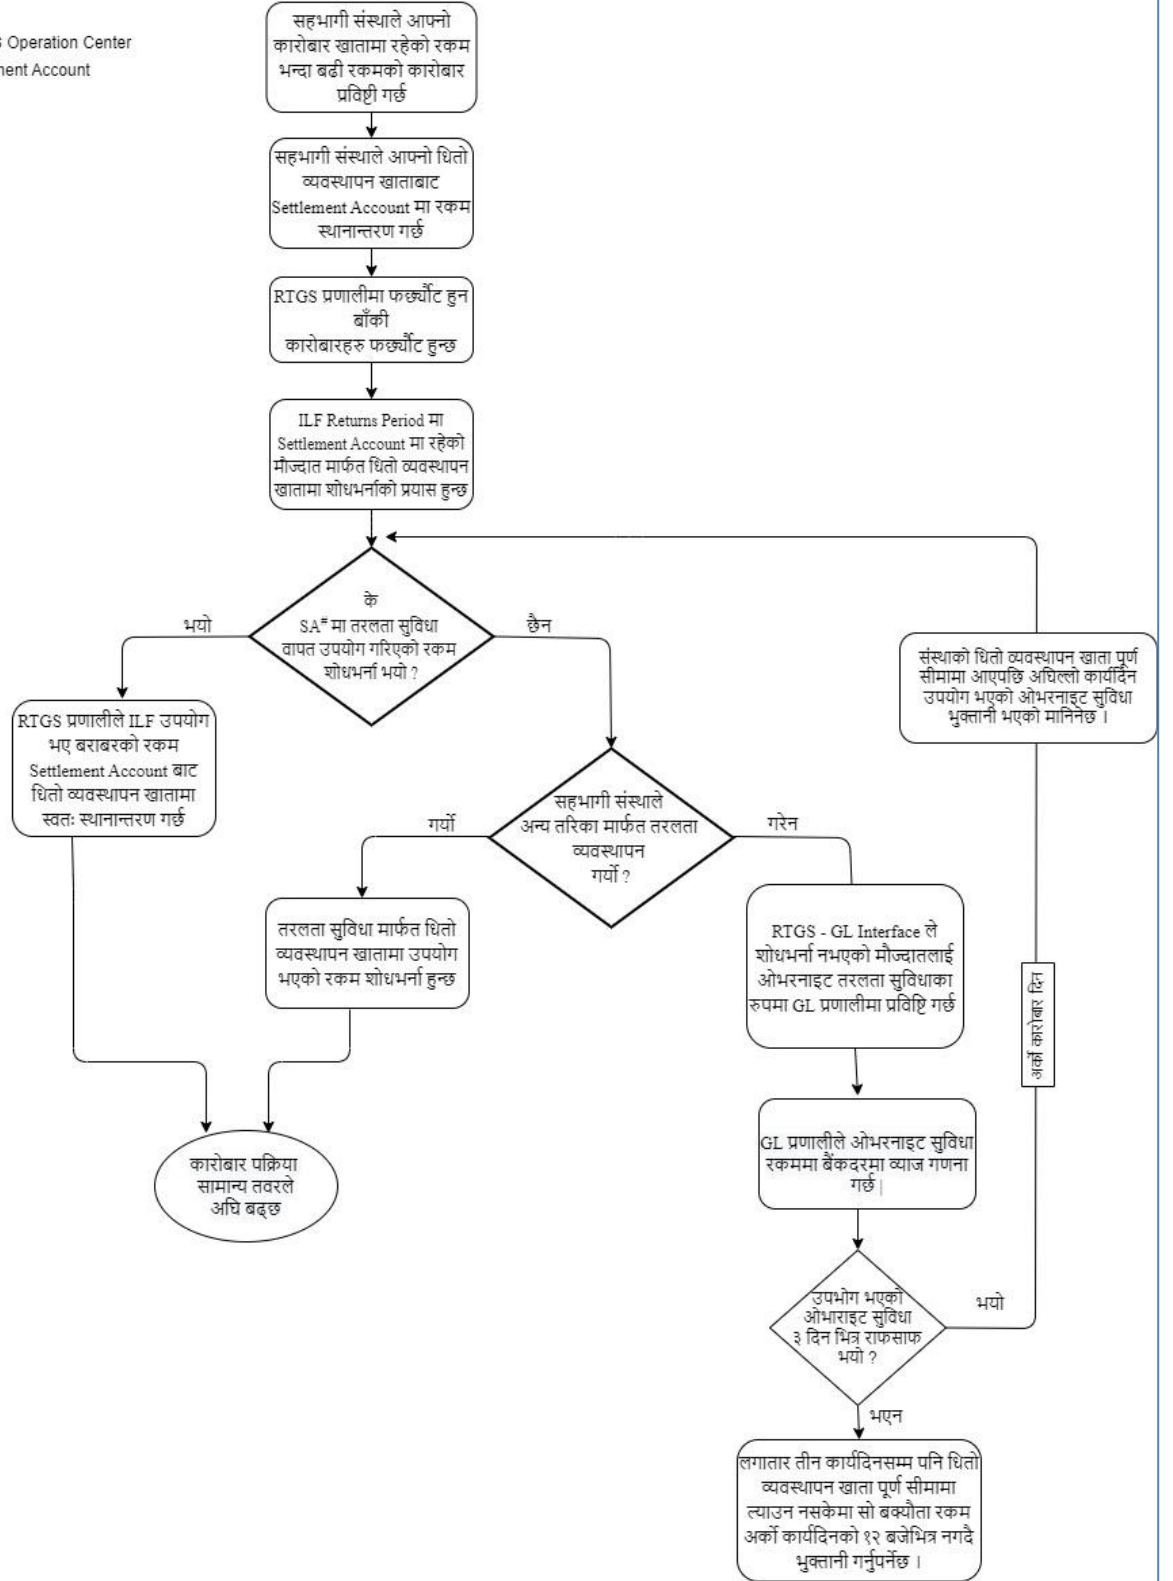 सहभागी संस्थाले आफ्नो
S Operation Center
कारोबार खातामा रहेको रकम
ment Account
भन्दा बढी रकमको कारोबार
प्रविष्टी गर्छ
सहभागी संस्थाले आफ्नो धितो
व्यवस्थापन खाताबाट
Settlement Account मा रकम
स्थानान्तरण गर्छ
RTGS प्रणालीमा फर्छ्यौट हुन
बाँकी
कारोबारहरु फर्छ्यौट हुन्छ
ILF Returns Period मा
Settlement Account मा रहेको
मौज्दात मार्फत धितो व्यवस्थापन
खातामा शोधभर्नाको प्रयास हुन्छ
के
SA# मा तरलता सुविधा
वापत उपयोग गरिएको रकम
शोधभर्ना भयो ?
भयो
छैन
संस्थाको धितो व्यवस्थापन खाता पूर्ण
सीमामा आएपछि अघिल्लो कार्यदिन
उपयोग भएको ओभरनाइट सुविधा
भुक्तानी भएको मानिनेछ ।
RTGS प्रणालीले ILF उपयोग
भए बराबरको रकम
Settlement Account बाट
धितो व्यवस्थापन खातामा
स्वतः स्थानान्तरण गर्छ
सहभागी संस्थाले
अन्य तरिका मार्फत तरलता
व्यवस्थापन
गर्यो ?
गर्यो
गरेन
तरलता सुविधा मार्फत धितो
व्यवस्थापन खातामा उपयोग
भएको रकम शोधभर्ना हुन्छ
RTGS - GL Interface ले
शोधभर्ना नभएको मौज्दातलाई
ओभरनाइट तरलता सुविधाका
रुपमा GL प्रणालीमा प्रविष्टि गर्छ
अर्को कारोबार दिन
GL प्रणालीले ओभरनाइट सुविधा
रकममा बैंकदरमा व्याज गणना
गर्छ |
कारोबार पक्रिया
सामान्य तवरले
अघि बढ्छ
उपभोग भएको
ओभाराइट सुविधा
३ दिन भित्र राफसाफ
भयो ?
भयो
भएन
लगातार तीन कार्यदिनसम्म पनि धितो
व्यवस्थापन खाता पूर्ण सीमामा
ल्याउन नसकेमा सो बक्यौता रकम
अर्को कार्यदिनको १२ बजेभित्र नगदै
भुक्तानी गर्नुपर्नेछ ।